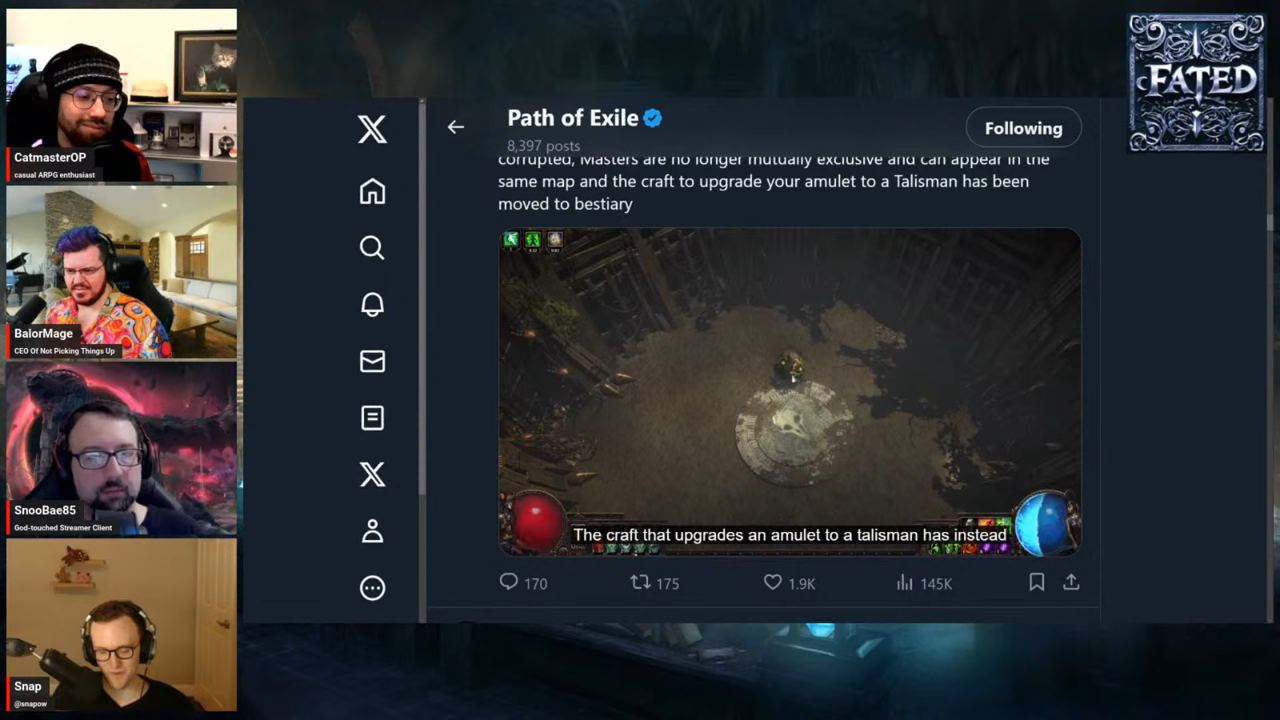 CatmasterOP
casual ARPG enthusiast
BalorMage
CEO Of Not Picking Things Up
SnooBae85
God-touched Streamer Client
Snap
@snapow
Path of Exile
8,397 posts
Following
corrupted, Masters are no longer mutually exclusive and can appear in the
same map and the craft to upgrade your amulet to a Talisman has been
moved to bestiary
The craft that upgrades an amulet to a talisman has instead
170
175
1.9K
145K
FATED